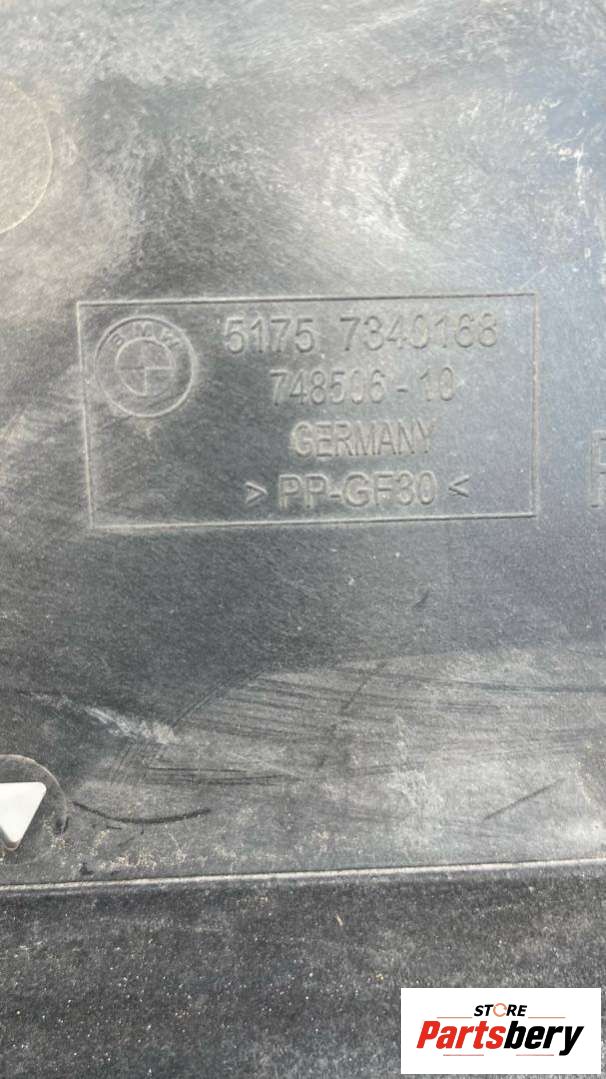 BMW
5175 7340168
748506-10
GERMANY
> PP-GF30 <
STORE
Partsbery